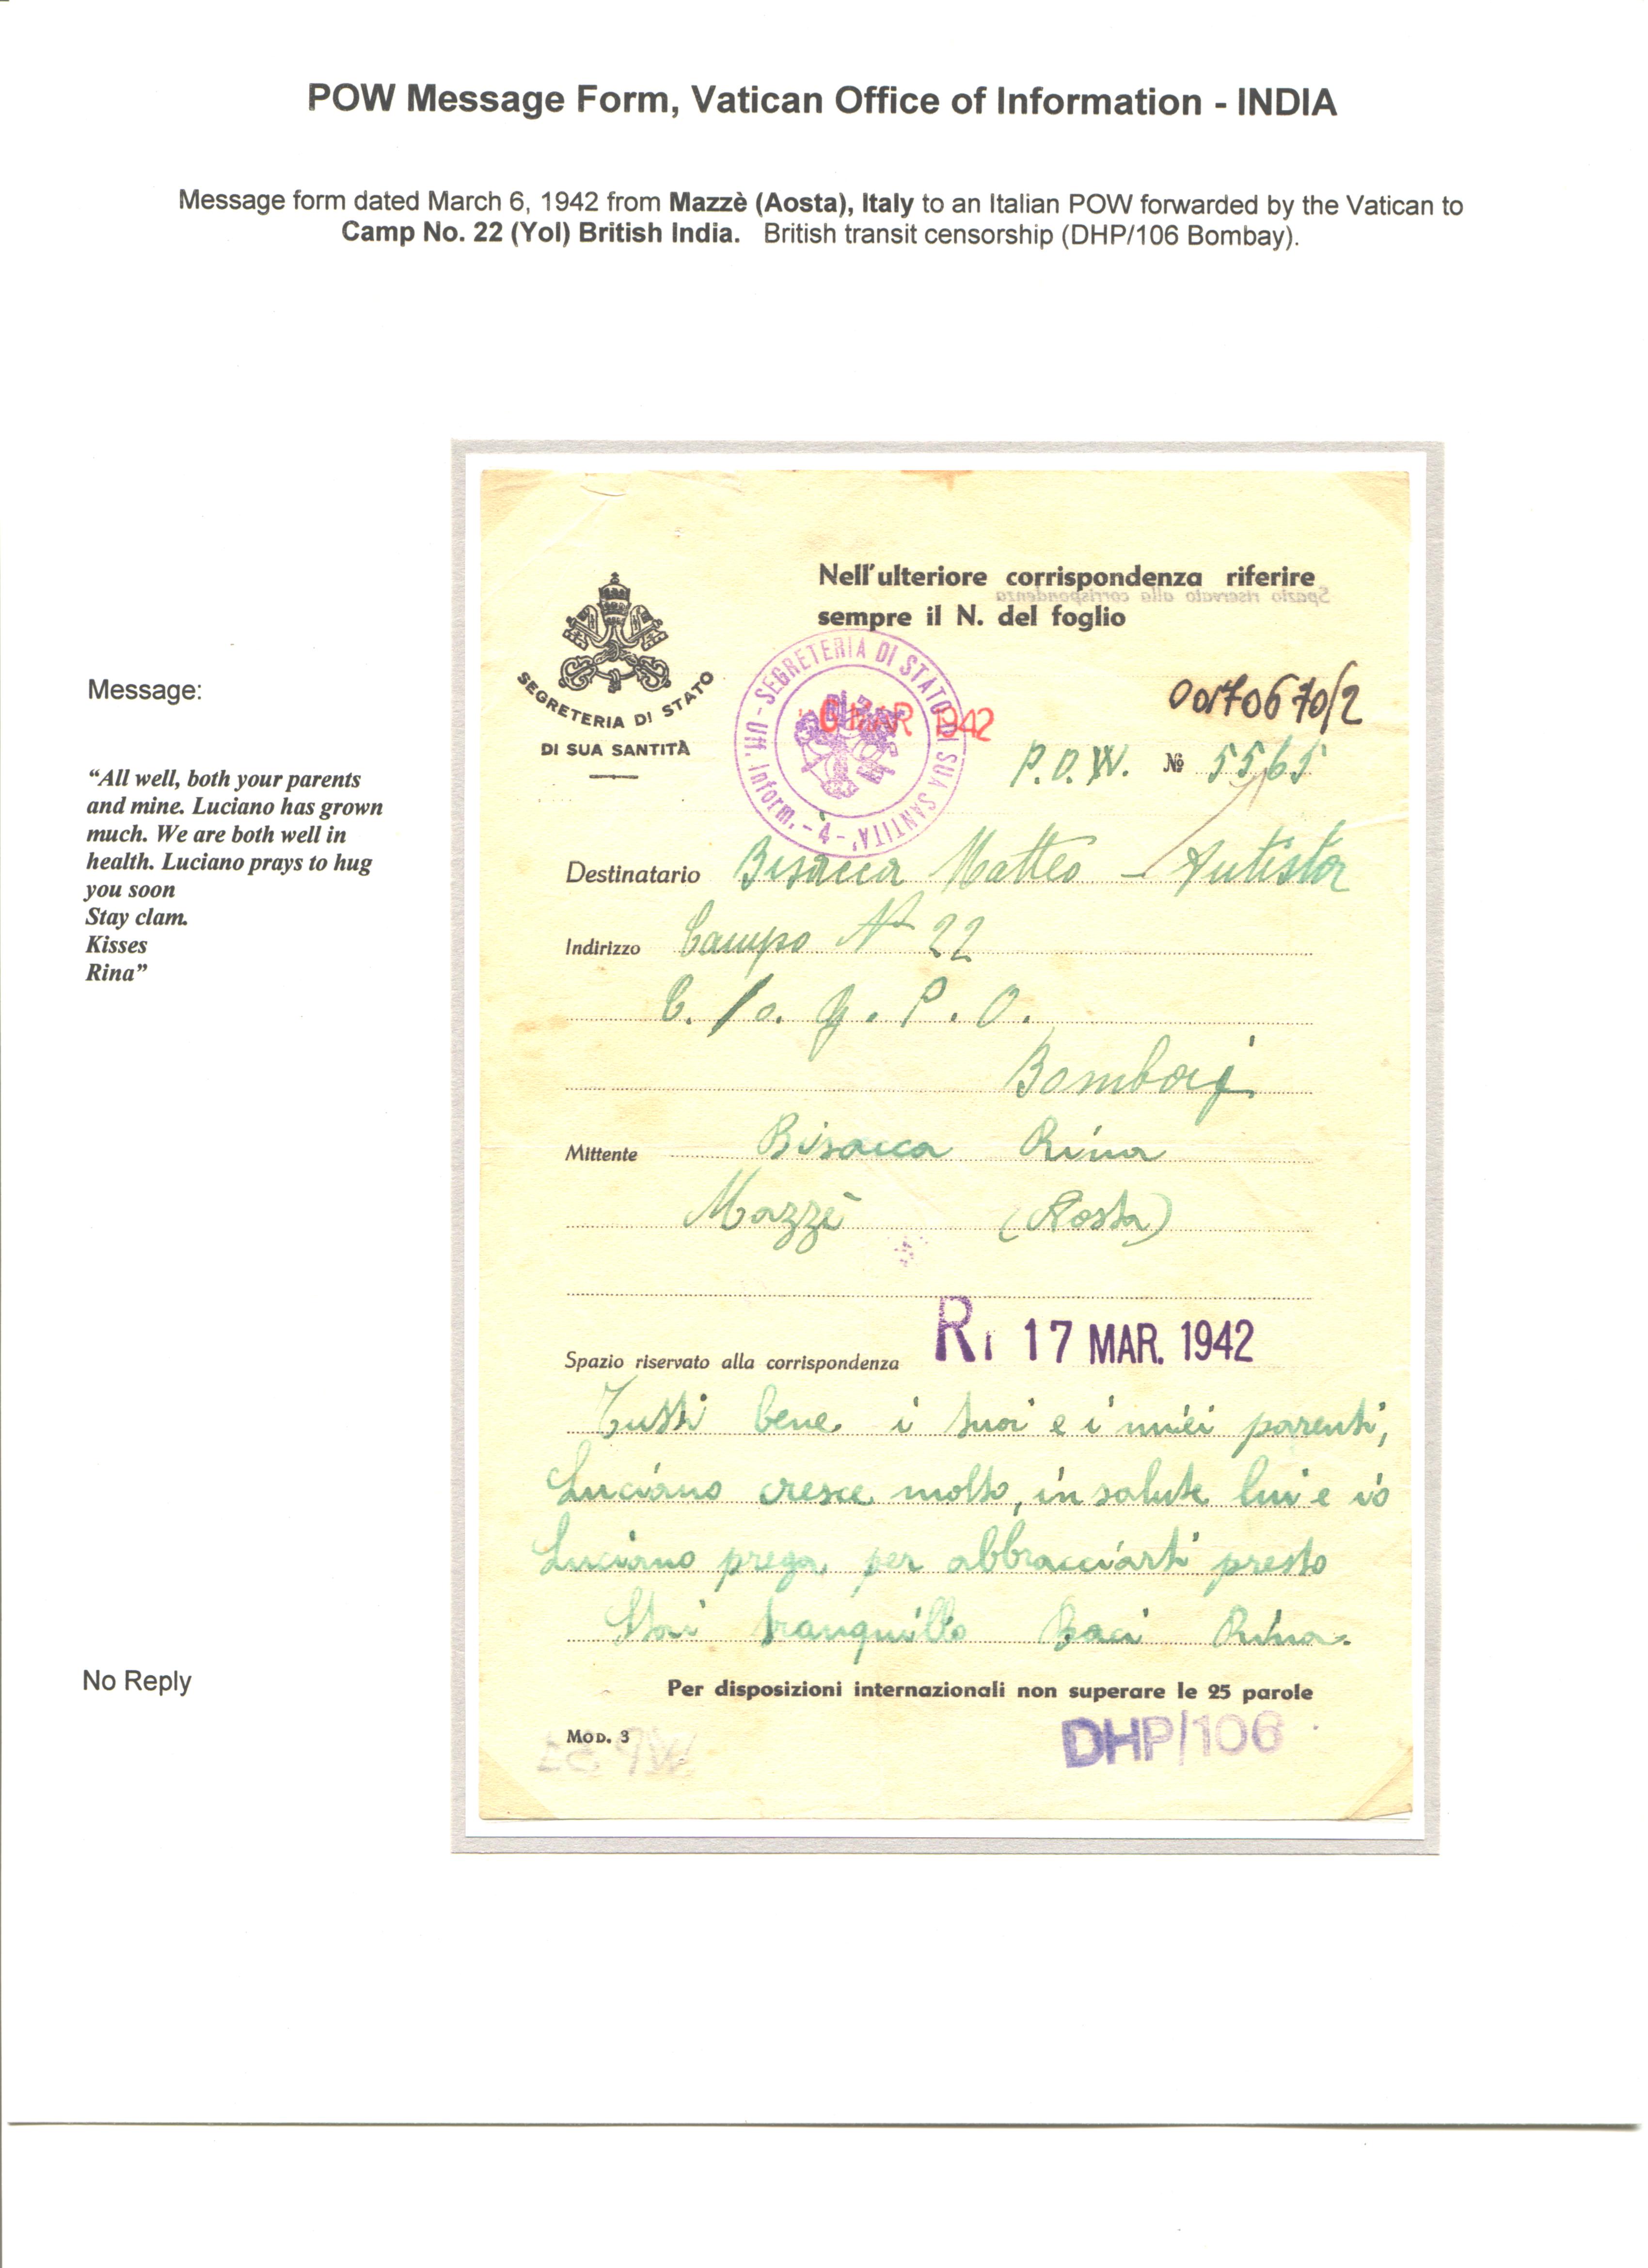 POW Message Form, Vatican Office of Information - INDIA
Message form dated March 6, 1942 from Mazzè (Aosta), Italy to an Italian POW forwarded by the Vatican to
Camp No. 22 (Yol) British India. British transit censorship (DHP/106 Bombay).
Message:
“All well, both your parents
and mine. Luciano has grown
much. We are both well in
health. Luciano prays to hug
you soon
Stay clam.
Kisses
Rina”
No Reply
SEGRETERIA DI STATO
DI SUA SANTITÀ
Nell'ulteriore corrispondenza riferire
Spazio riservato alla corrispondenza
sempre il N. del foglio
Uff. Inform. - SEGRETERIA DI STATO DI SUA SANTITA' - 4 -
6 MAR 1942
00170670/2
P.O.W. № 5565
Destinatario Bisacca Matteo - Autista
Indirizzo Campo N° 22
C./o. G. P. O.
Bombay
Mittente Bisacca Rina
Mazzè (Aosta)
17 MAR. 1942
Spazio riservato alla corrispondenza
Tutti bene i tuoi e i miei parenti,
Luciano cresce molto, in salute lui e io
Luciano prega per abbracciarti presto
Stai tranquillo Baci Rina.
Per disposizioni internazionali non superare le 25 parole
MOD. 3
DHP/106